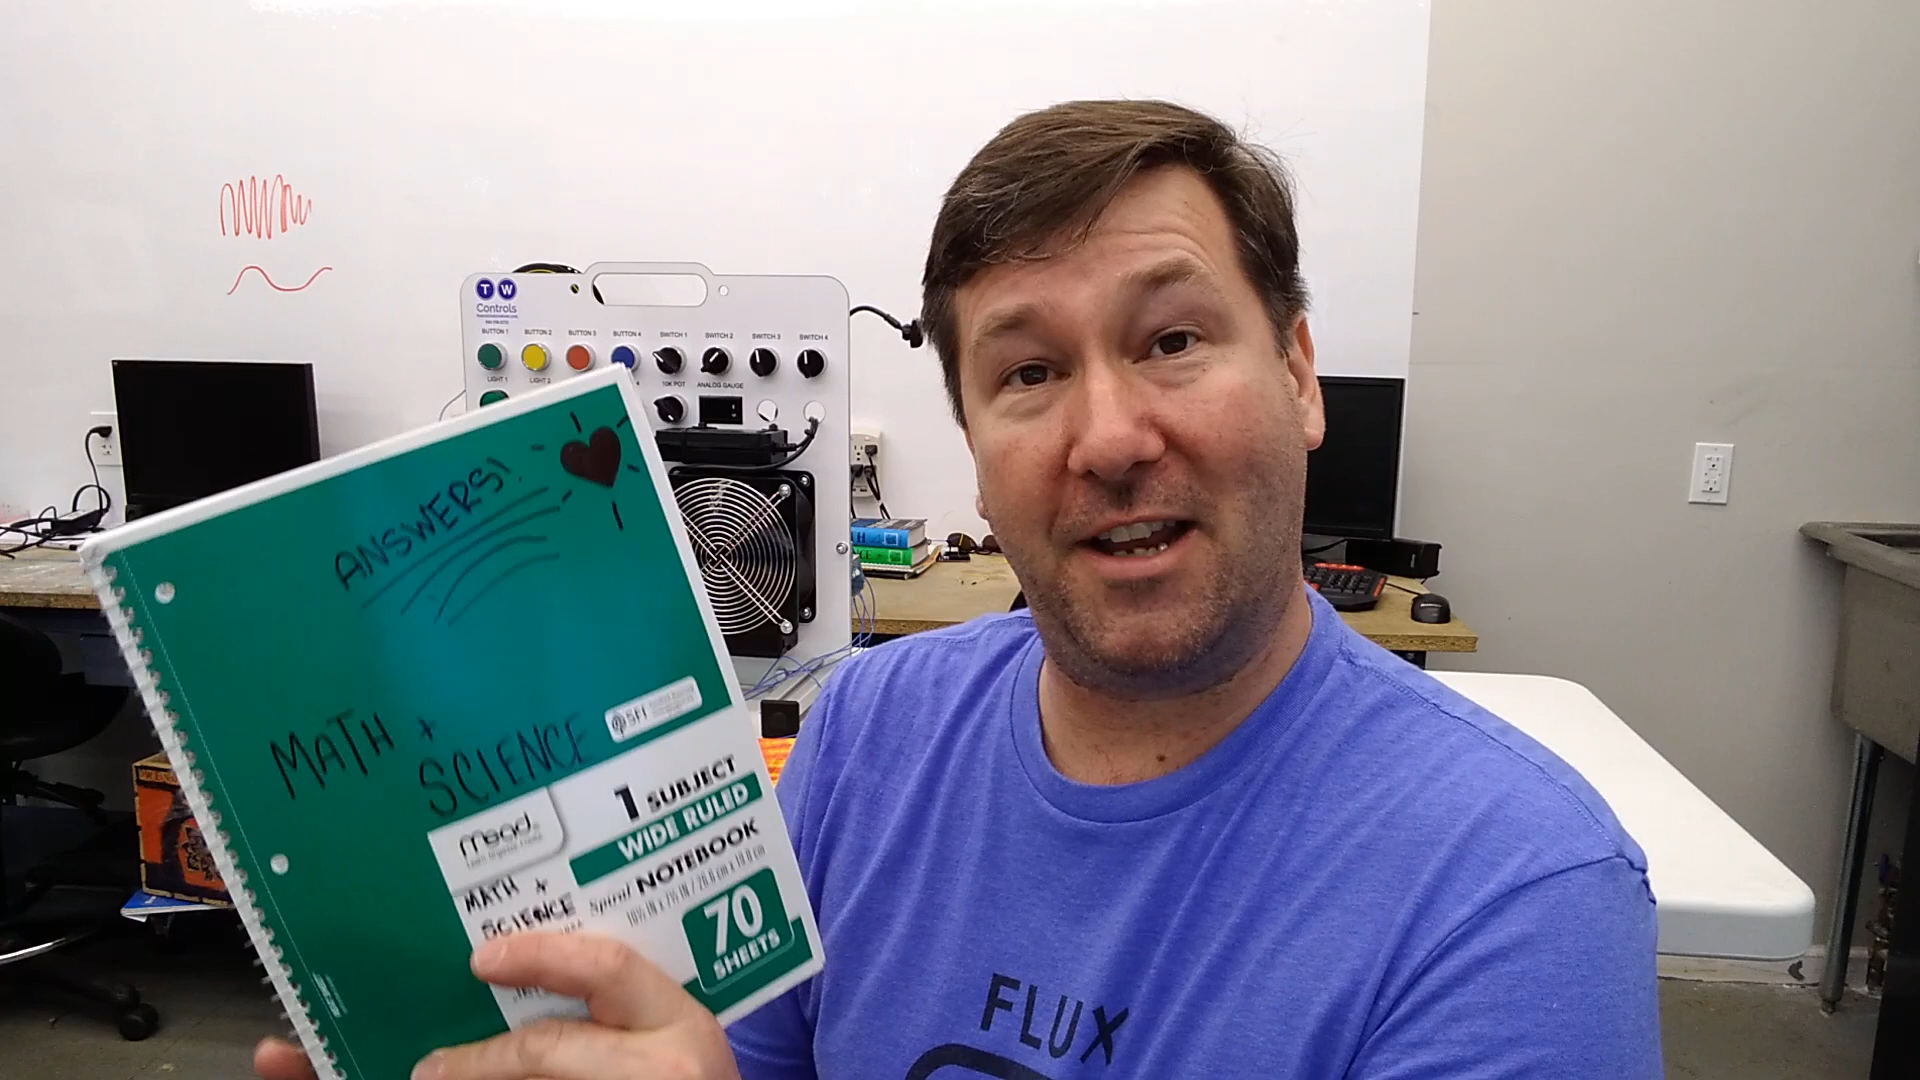 T W
Controls
BUTTON 1
BUTTON 2
BUTTON 3
BUTTON 4
SWITCH 1
SWITCH 2
SWITCH 3
SWITCH 4
LIGHT 1
LIGHT 2
4
10K POT
ANALOG GAUGE
ANSWERS!
MATH +
SCIENCE
SFI
1 SUBJECT
WIDE RULED
Spiral NOTEBOOK
Mead
MATH +
SCIENCE
70
SHEETS
FLUX